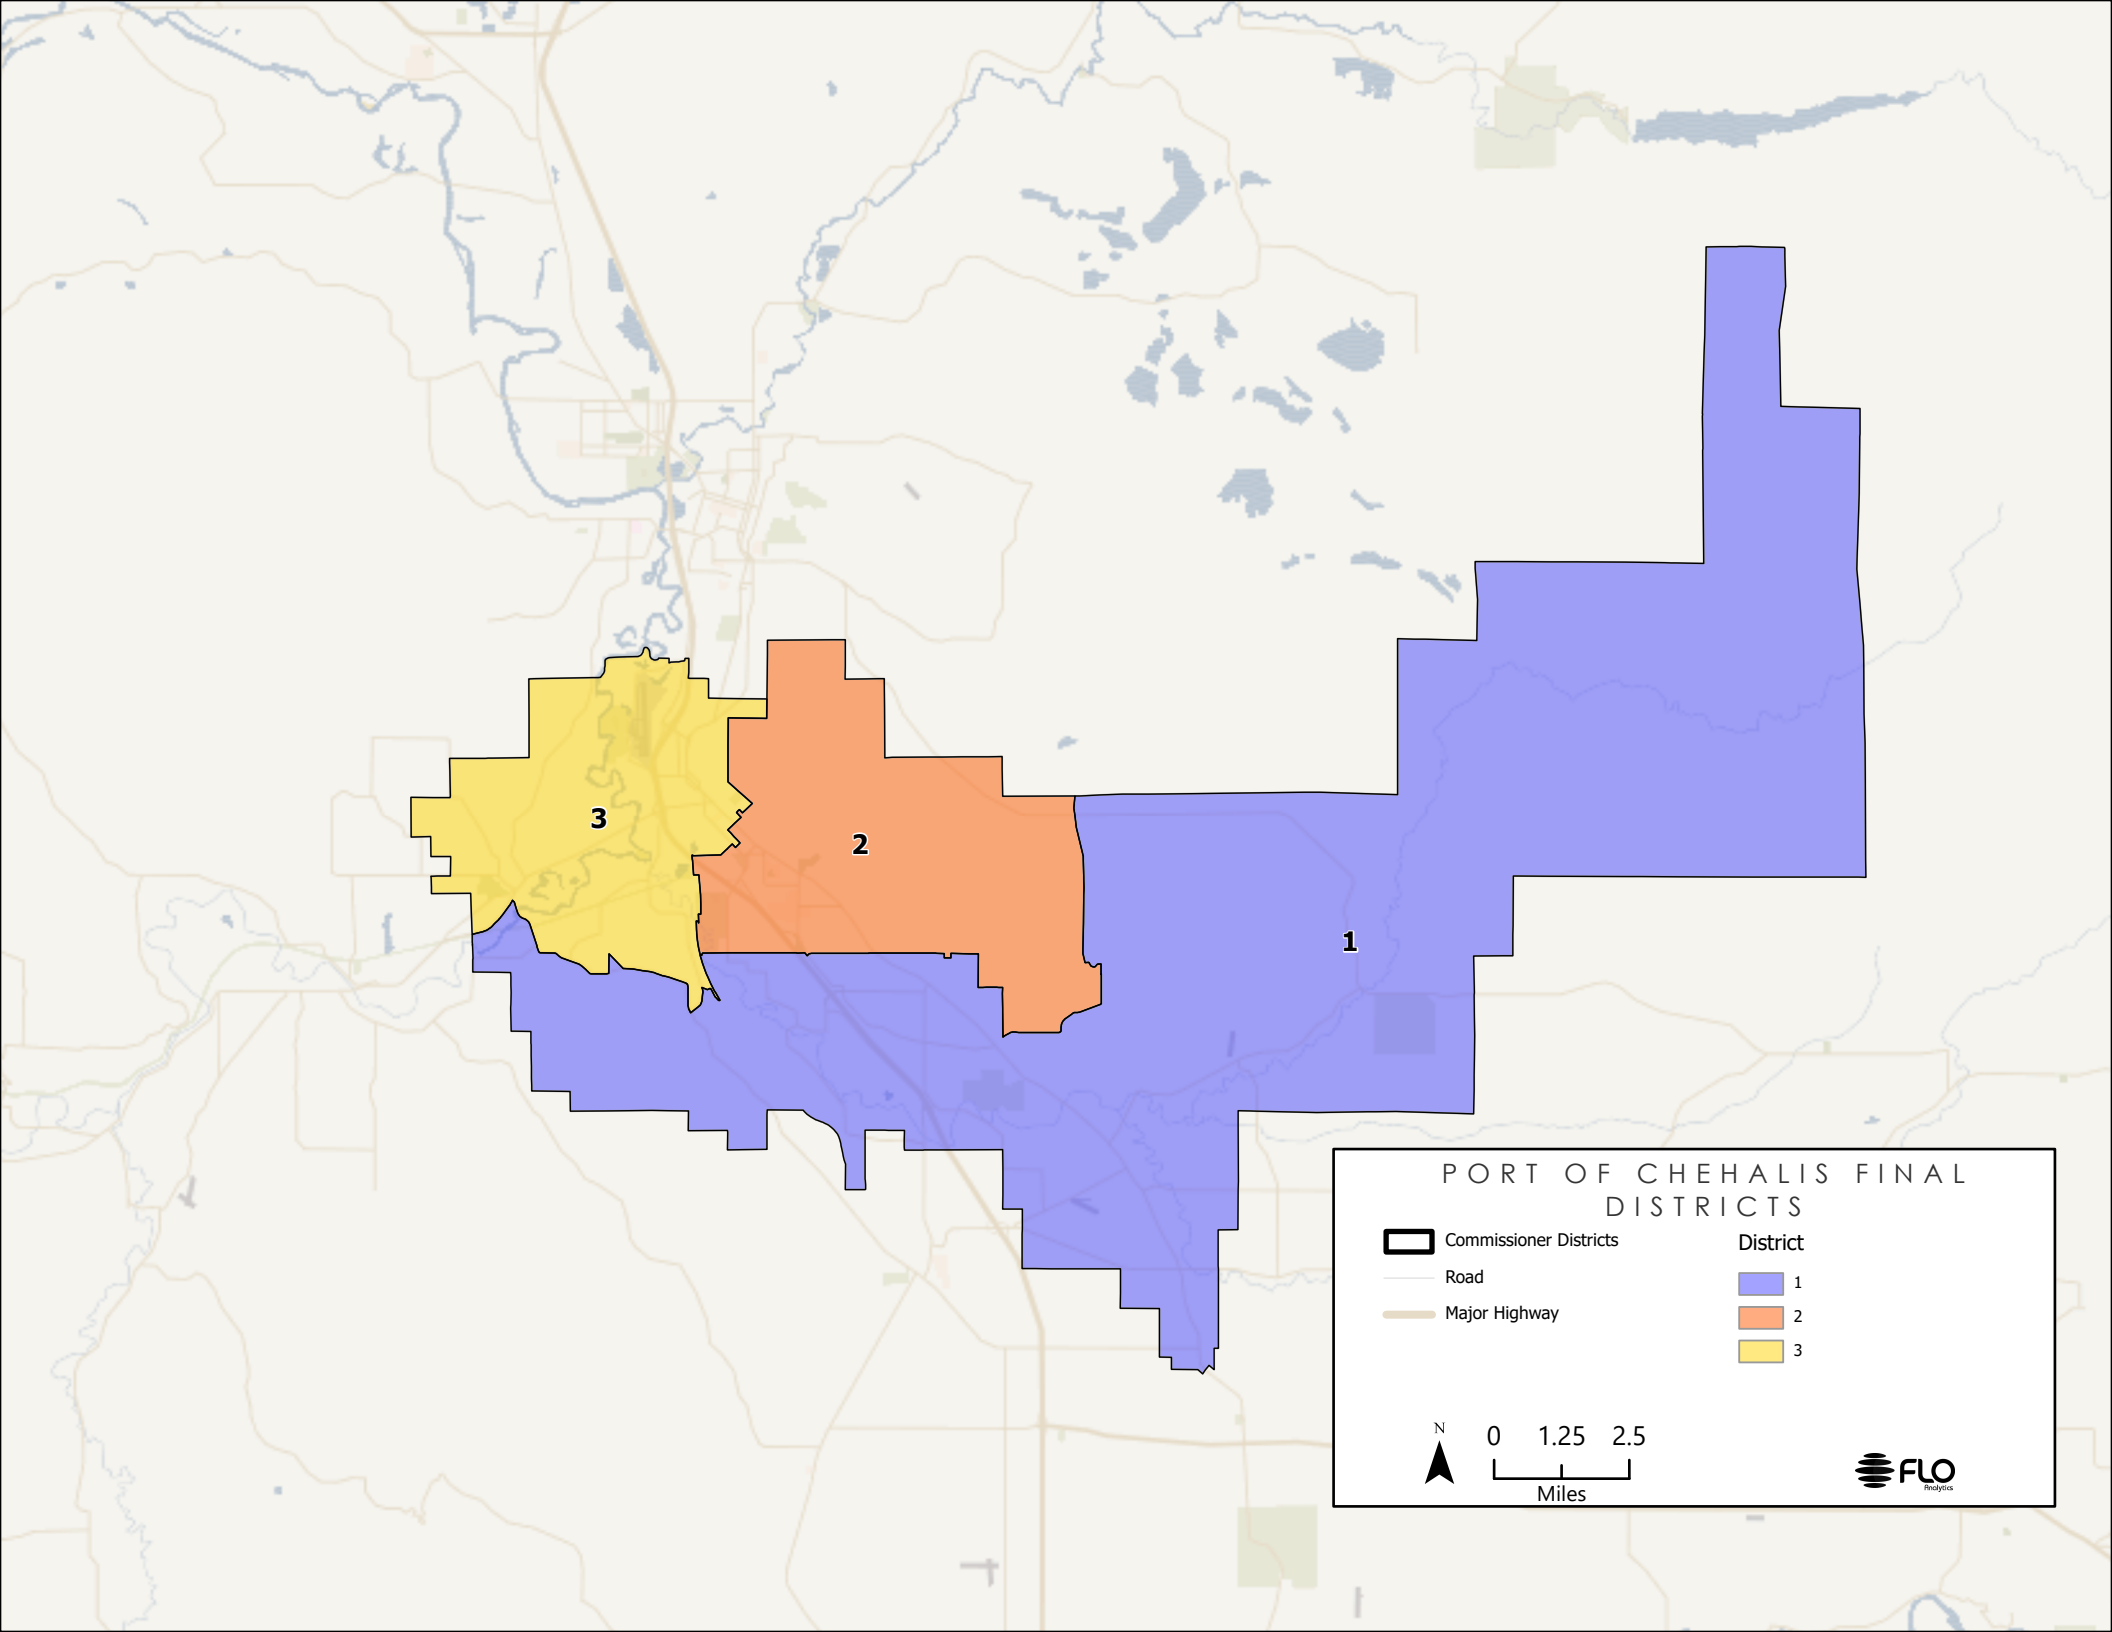 3
2
1
PORT OF CHEHALIS FINAL
DISTRICTS
Commissioner Districts
Road
Major Highway
District
1
2
3
N
0 1.25 2.5
Miles
FLO
Analytics